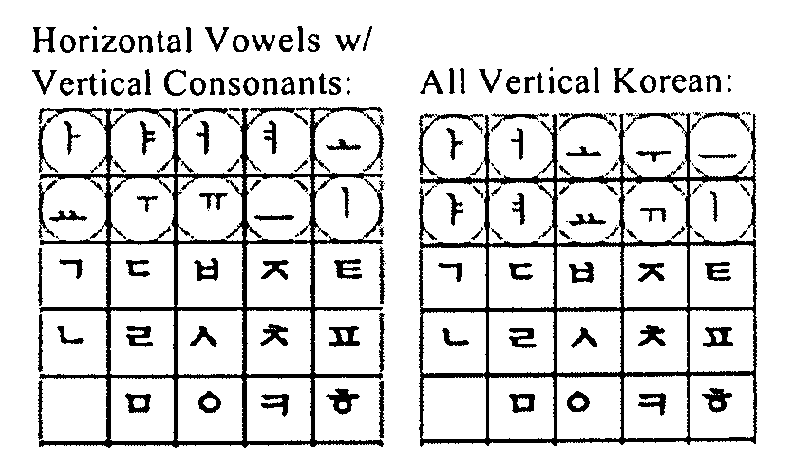 Horizontal Vowels w/
Vertical Consonants:
ㅏ ㅑ ㅓ ㅕ ㅗ
ㅛ ㅜ ㅠ ㅡ ㅣ
ㄱ ㄷ ㅂ ㅈ ㅌ
ㄴ ㄹ ㅅ ㅊ ㅍ
ㅁ ㅇ ㅋ ㅎ
All Vertical Korean:
ㅏ ㅓ ㅗ ㅜ ㅡ
ㅑ ㅕ ㅛ ㄲ ㅣ
ㄱ ㄷ ㅂ ㅈ ㅌ
ㄴ ㄹ ㅅ ㅊ ㅍ
ㅁ ㅇ ㅋ ㅎ